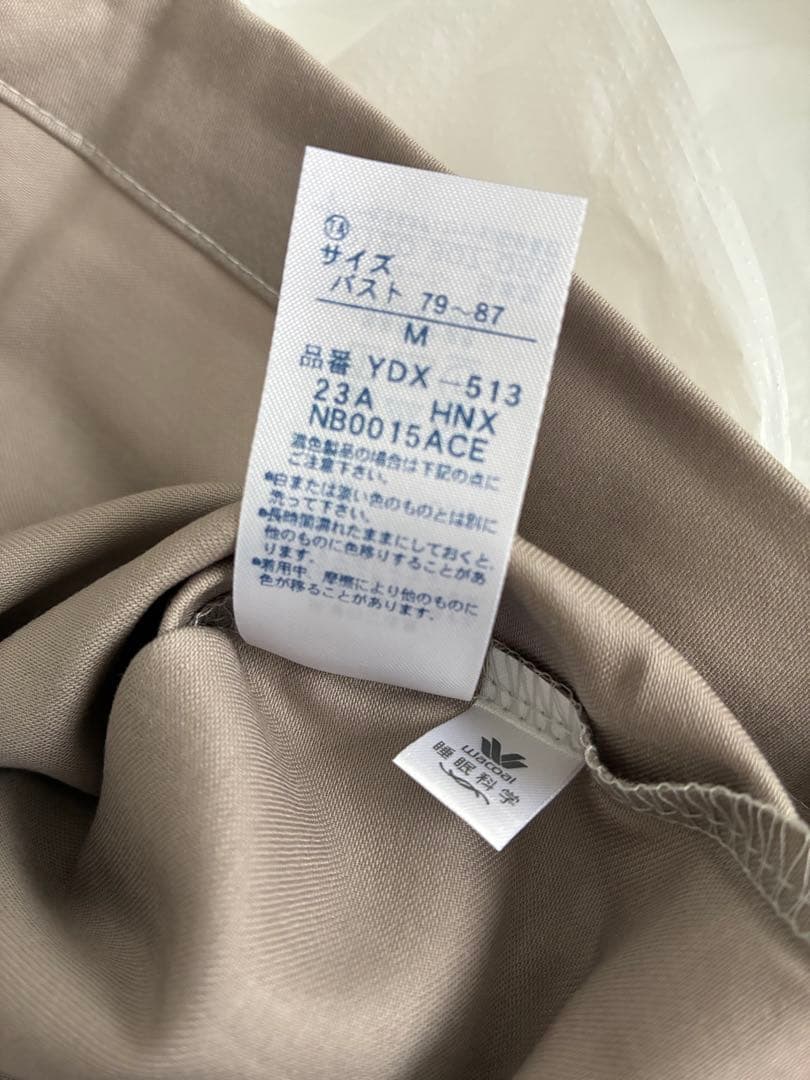 TA
サイズ
バスト 79~87
M
品番 YDX-513
23A HNX
NB0015ACE
濃色製品の場合は下記の点に
ご注意下さい。
●白または淡い色のものとは別に
洗って下さい。
●長時間濡れたままにしておくと、
他のものに色移りすることがあ
ります。
●着用中、摩擦により他のものに
色が移ることがあります。
wacoal
睡眠科学